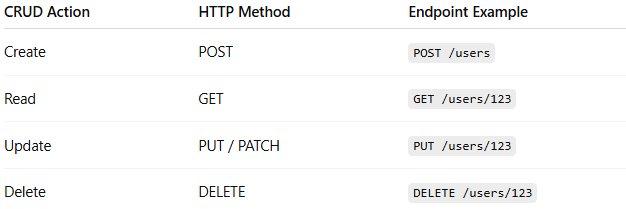 CRUD Action HTTP Method Endpoint Example
Create POST POST /users
Read GET GET /users/123
Update PUT / PATCH PUT /users/123
Delete DELETE DELETE /users/123